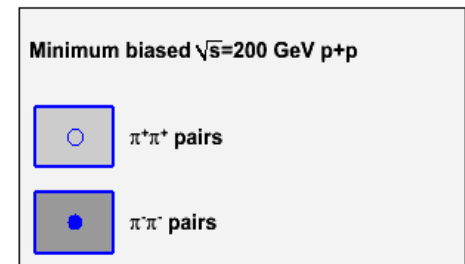 Minimum biased √s=200 GeV p+p
π⁺π⁺ pairs
π⁻π⁻ pairs